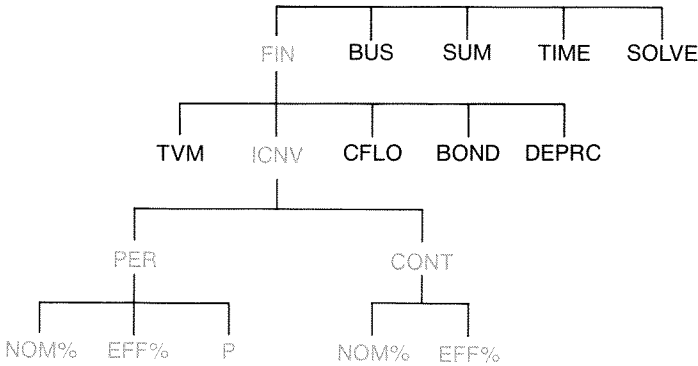 FIN BUS SUM TIME SOLVE
TVM ICNV CFLO BOND DEPRC
PER CONT
NOM% EFF% P NOM% EFF%